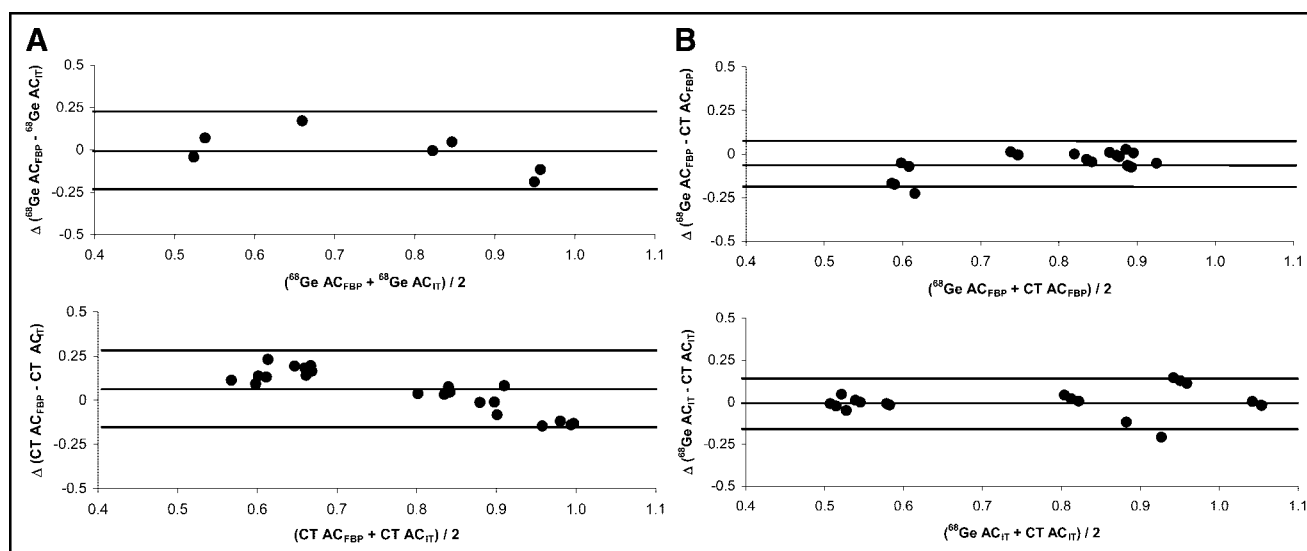 A
0.5
0.25
0
-0.25
-0.5
Δ (⁶⁸Ge AC_FBP - ⁶⁸Ge AC_IT)
0.4 0.5 0.6 0.7 0.8 0.9 1.0 1.1
(⁶⁸Ge AC_FBP + ⁶⁸Ge AC_IT) / 2
0.5
0.25
0
-0.25
-0.5
Δ (CT AC_FBP - CT AC_IT)
0.4 0.5 0.6 0.7 0.8 0.9 1.0 1.1
(CT AC_FBP + CT AC_IT) / 2
B
0.5
0.25
0
-0.25
-0.5
Δ (⁶⁸Ge AC_FBP - CT AC_FBP)
0.4 0.5 0.6 0.7 0.8 0.9 1.0 1.1
(⁶⁸Ge AC_FBP + CT AC_FBP) / 2
0.5
0.25
0
-0.25
-0.5
Δ (⁶⁸Ge AC_IT - CT AC_IT)
0.4 0.5 0.6 0.7 0.8 0.9 1.0 1.1
(⁶⁸Ge AC_IT + CT AC_IT) / 2